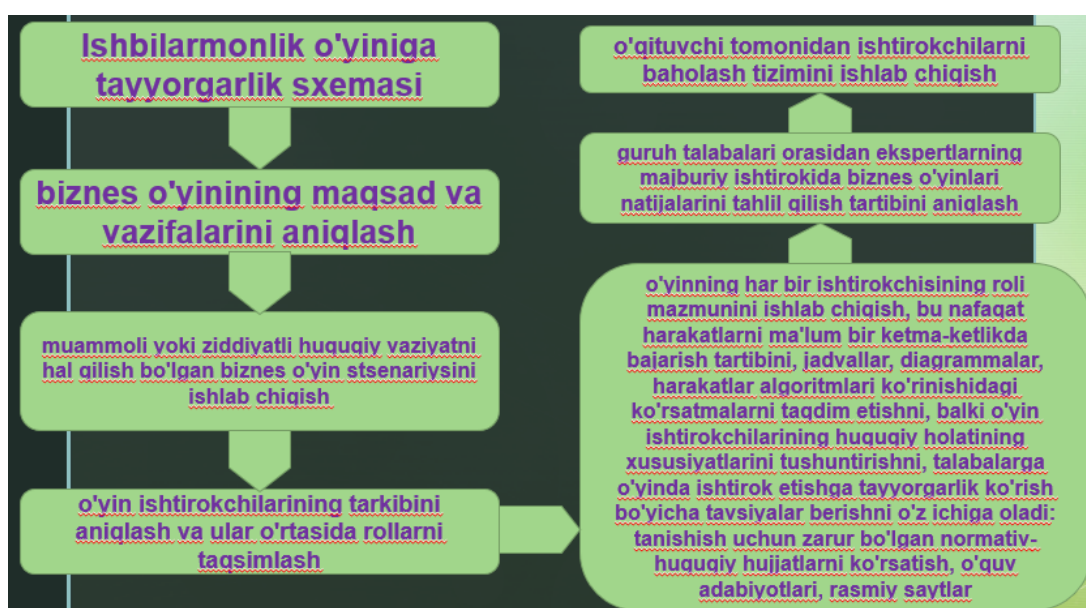 Ishbilarmonlik o'yiniga
tayyorgarlik sxemasi
biznes o'yinining maqsad va
vazifalarini aniqlash
muammoli yoki ziddiyatli huquqiy vaziyatni
hal qilish bo'lgan biznes o'yin stsenariysini
ishlab chiqish
o'yin ishtirokchilarining tarkibini
aniqlash va ular o'rtasida rollarni
taqsimlash
o'yinning har bir ishtirokchisining roli
mazmunini ishlab chiqish, bu nafaqat
harakatlarni ma'lum bir ketma-ketlikda
bajarish tartibini, jadvallar, diagrammalar,
harakatlar algoritmlari ko'rinishidagi
ko'rsatmalarni taqdim etishni, balki o'yin
ishtirokchilarining huquqiy holatining
xususiyatlarini tushuntirishni, talabalarga
o'yinda ishtirok etishga tayyorgarlik ko'rish
bo'yicha tavsiyalar berishni o'z ichiga oladi:
tanishish uchun zarur bo'lgan normativ-
huquqiy hujjatlarni ko'rsatish, o'quv
adabiyotlari, rasmiy saytlar
guruh talabalari orasidan ekspertlarning
majburiy ishtirokida biznes o'yinlari
natijalarini tahlil qilish tartibini aniqlash
o'qituvchi tomonidan ishtirokchilarni
baholash tizimini ishlab chiqish